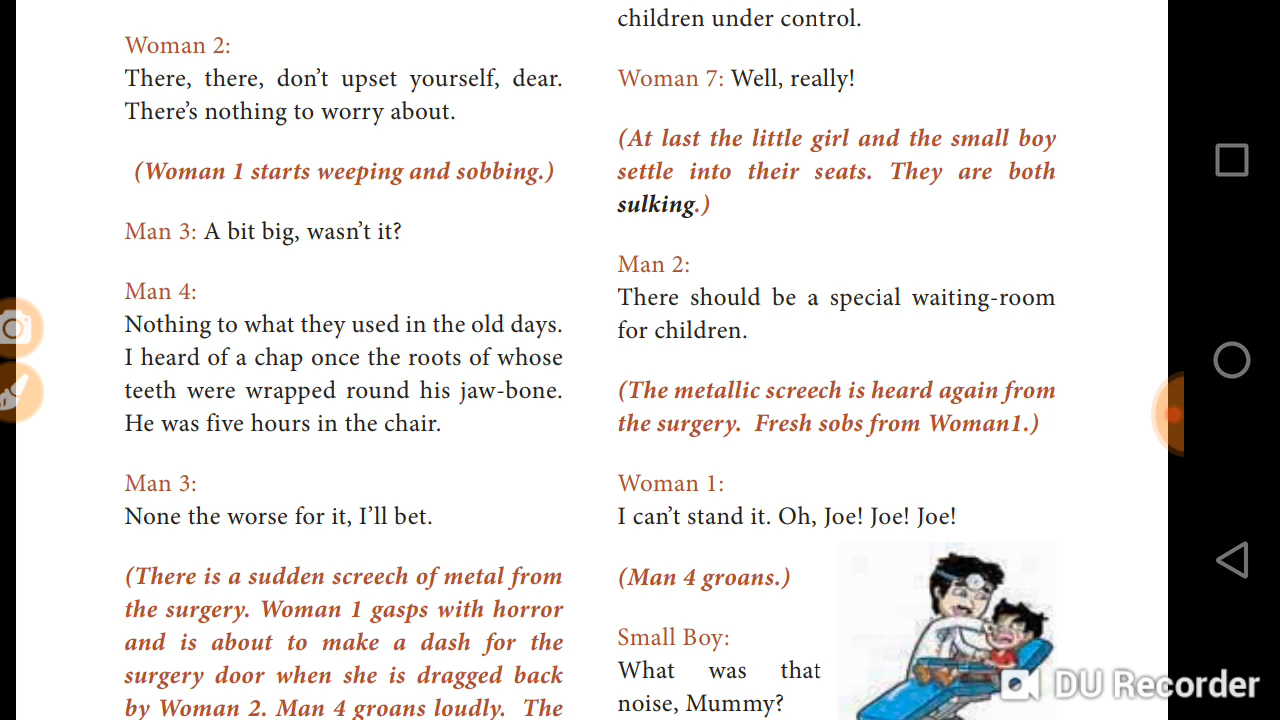 Woman 2:
There, there, don’t upset yourself, dear.
There’s nothing to worry about.
(Woman 1 starts weeping and sobbing.)
Man 3: A bit big, wasn’t it?
Man 4:
Nothing to what they used in the old days.
I heard of a chap once the roots of whose
teeth were wrapped round his jaw-bone.
He was five hours in the chair.
Man 3:
None the worse for it, I’ll bet.
(There is a sudden screech of metal from
the surgery. Woman 1 gasps with horror
and is about to make a dash for the
surgery door when she is dragged back
by Woman 2. Man 4 groans loudly. The
children under control.
Woman 7: Well, really!
(At last the little girl and the small boy
settle into their seats. They are both
sulking.)
Man 2:
There should be a special waiting-room
for children.
(The metallic screech is heard again from
the surgery. Fresh sobs from Woman1.)
Woman 1:
I can’t stand it. Oh, Joe! Joe! Joe!
(Man 4 groans.)
Small Boy:
What was that
noise, Mummy?
DU Recorder